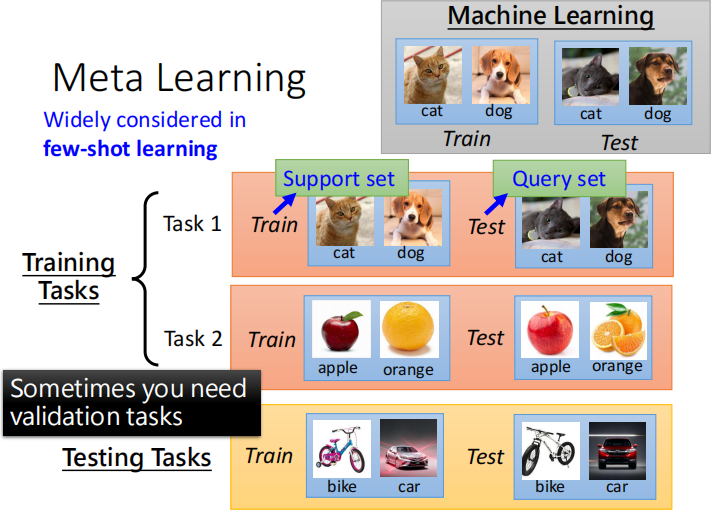 Machine Learning
cat
dog
Train
cat
dog
Test
Meta Learning
Widely considered in
few-shot learning
Support set
Query set
Training
Tasks
Task 1
Train
cat
dog
Test
cat
dog
Task 2
Train
apple
orange
Test
apple
orange
Sometimes you need
validation tasks
Testing Tasks
Train
bike
car
Test
bike
car